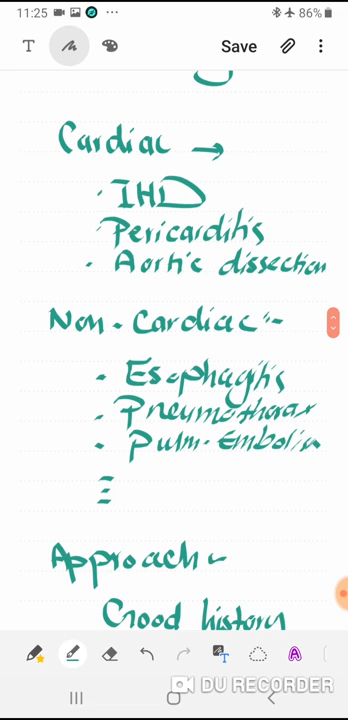 11:25
86%
T
Save
Cardiac →
· IHD
· Pericarditis
· Aortic dissection
Non-Cardiac :-
- Esophagitis
- Pneumothorax
- Pulm. Embolim
Approach -
Good history
T
A
DU RECORDER